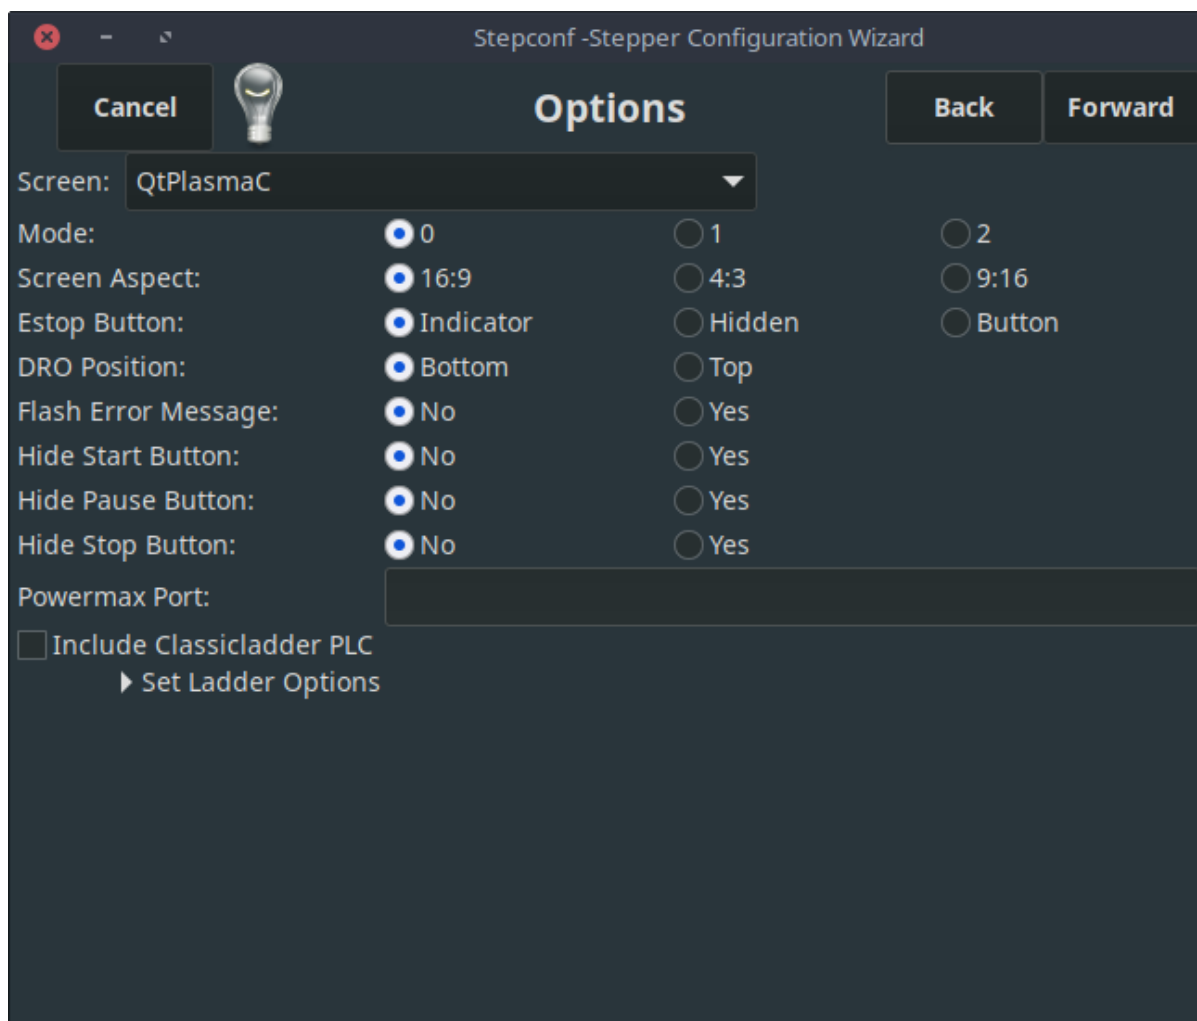 Stepconf -Stepper Configuration Wizard
Cancel Options Back Forward
Screen: QtPlasmaC
Mode: 0 1 2
Screen Aspect: 16:9 4:3 9:16
Estop Button: Indicator Hidden Button
DRO Position: Bottom Top
Flash Error Message: No Yes
Hide Start Button: No Yes
Hide Pause Button: No Yes
Hide Stop Button: No Yes
Powermax Port:
Include Classicladder PLC
Set Ladder Options